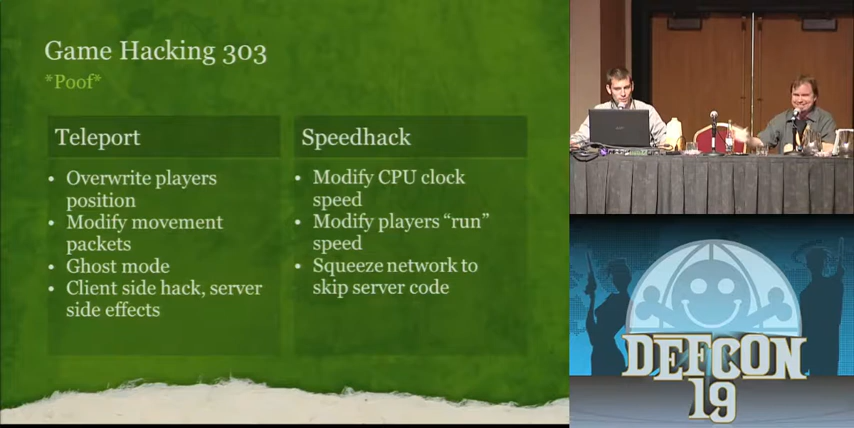 Game Hacking 303
*Poof*
Teleport
• Overwrite players
position
• Modify movement
packets
• Ghost mode
• Client side hack, server
side effects
Speedhack
• Modify CPU clock
speed
• Modify players “run”
speed
• Squeeze network to
skip server code
DEFCON
19